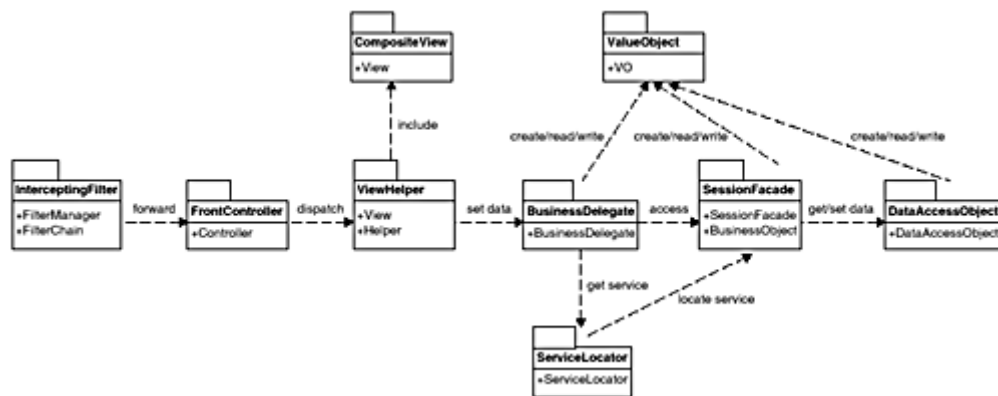 CompositeView
+View
ValueObject
+VO
include
create/read/write
create/read/write
create/read/write
InterceptingFilter
+FilterManager
+FilterChain
forward
FrontController
+Controller
dispatch
ViewHelper
+View
+Helper
set data
BusinessDelegate
+BusinessDelegate
access
SessionFacade
+SessionFacade
+BusinessObject
get/set data
DataAccessObject
+DataAccessObject
get service
locate service
ServiceLocator
+ServiceLocator